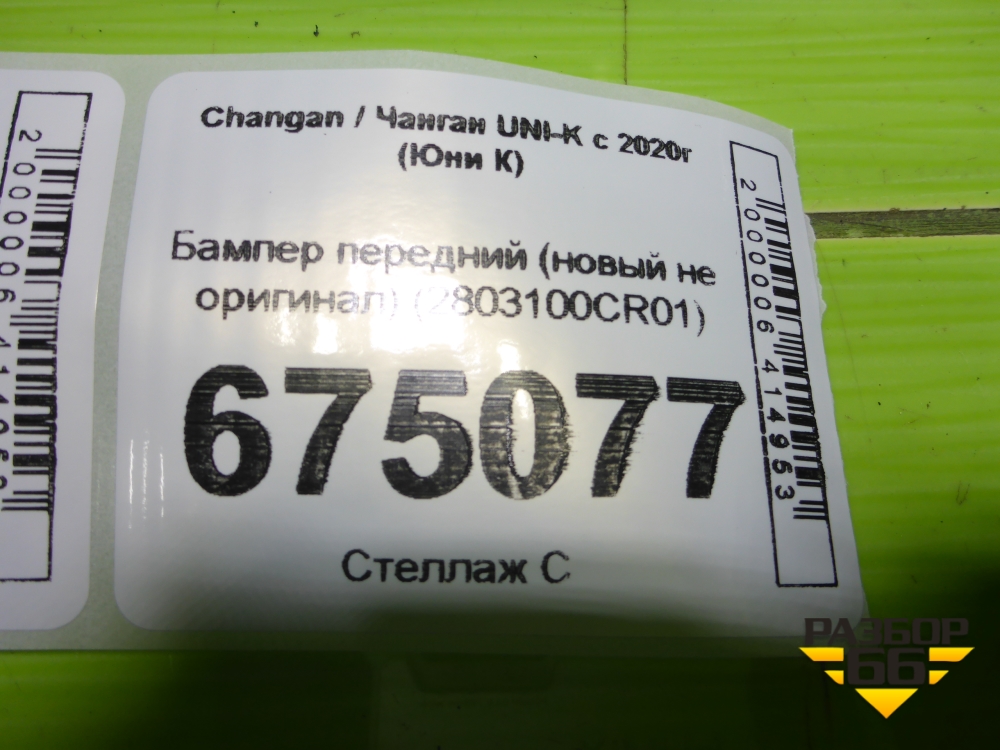 Changan / Чанган UNI-K с 2020г
(Юни К)
Бампер передний (новый не
оригинал) (2803100CR01)
675077
Стеллаж С
2000006414953
РАЗБОР
66